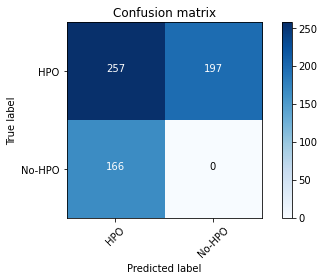 Confusion matrix
HPO
257
197
No-HPO
166
0
True label
HPO
No-HPO
Predicted label
250
200
150
100
50
0